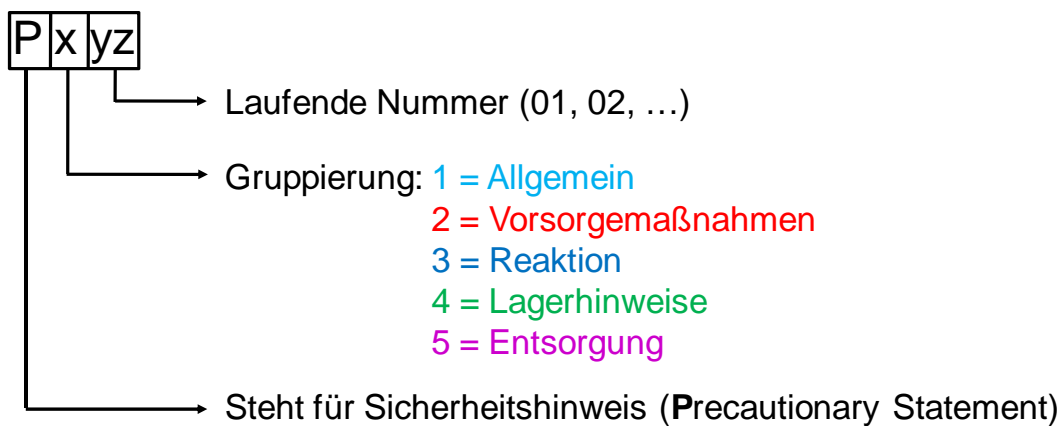 P x yz
Laufende Nummer (01, 02, …)
Gruppierung: 1 = Allgemein
2 = Vorsorgemaßnahmen
3 = Reaktion
4 = Lagerhinweise
5 = Entsorgung
Steht für Sicherheitshinweis (Precautionary Statement)